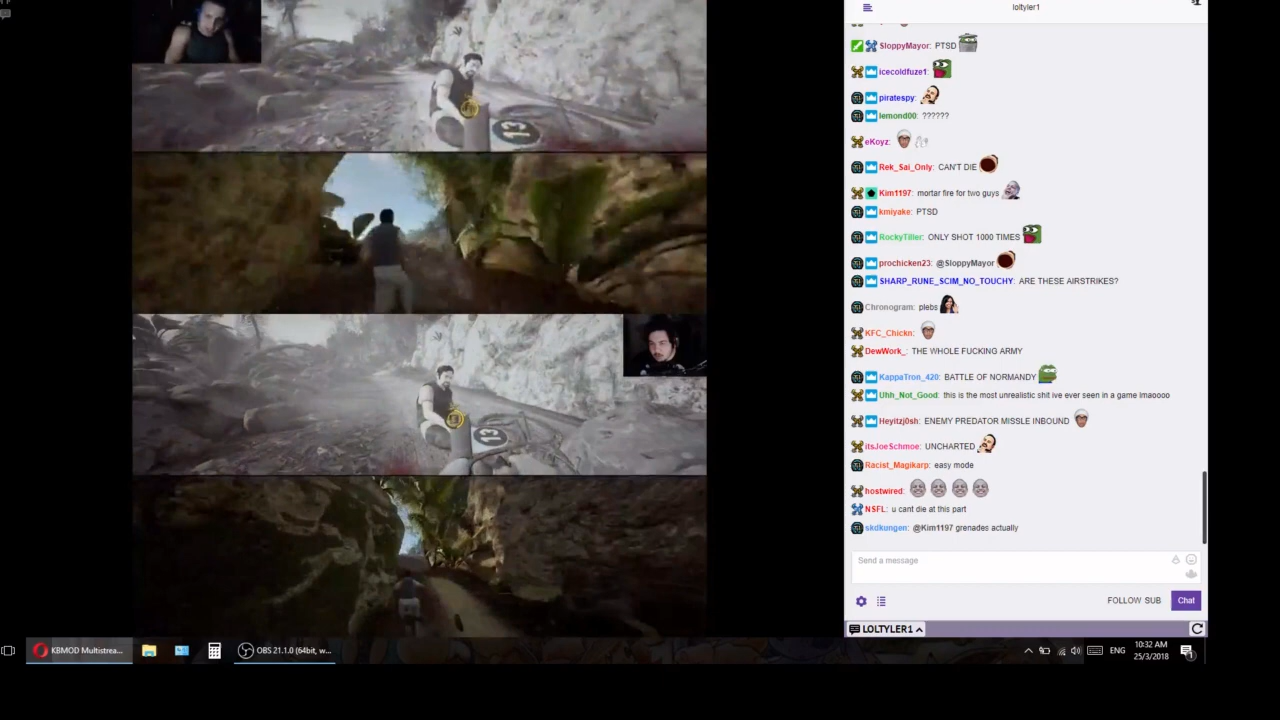 loltyler1
SloppyMayor: PTSD
icecoldfuze1:
piratespy:
lemond00: ??????
eKoyz:
Rek_Sai_Only: CAN'T DIE
Kim1197: mortar fire for two guys
kmiyake: PTSD
RockyTiller: ONLY SHOT 1000 TIMES
prochicken23: @SloppyMayor
SHARP_RUNE_SCIM_NO_TOUCHY: ARE THESE AIRSTRIKES?
Chronogram: plebs
KFC_Chickn:
DewWork_: THE WHOLE FUCKING ARMY
KappaTron_420: BATTLE OF NORMANDY
Uhh_Not_Good: this is the most unrealistic shit ive ever seen in a game lmaoooo
Heyitzj0sh: ENEMY PREDATOR MISSLE INBOUND
itsJoeSchmoe: UNCHARTED
Racist_Magikarp: easy mode
hostwired:
NSFL: u cant die at this part
skdkungen: @Kim1197 grenades actually
Send a message
FOLLOW SUB Chat
LOLTYLER1
13
13
KBMOD Multistrea...
OBS 21.1.0 (64bit, w...
ENG
10:32 AM
25/3/2018
1